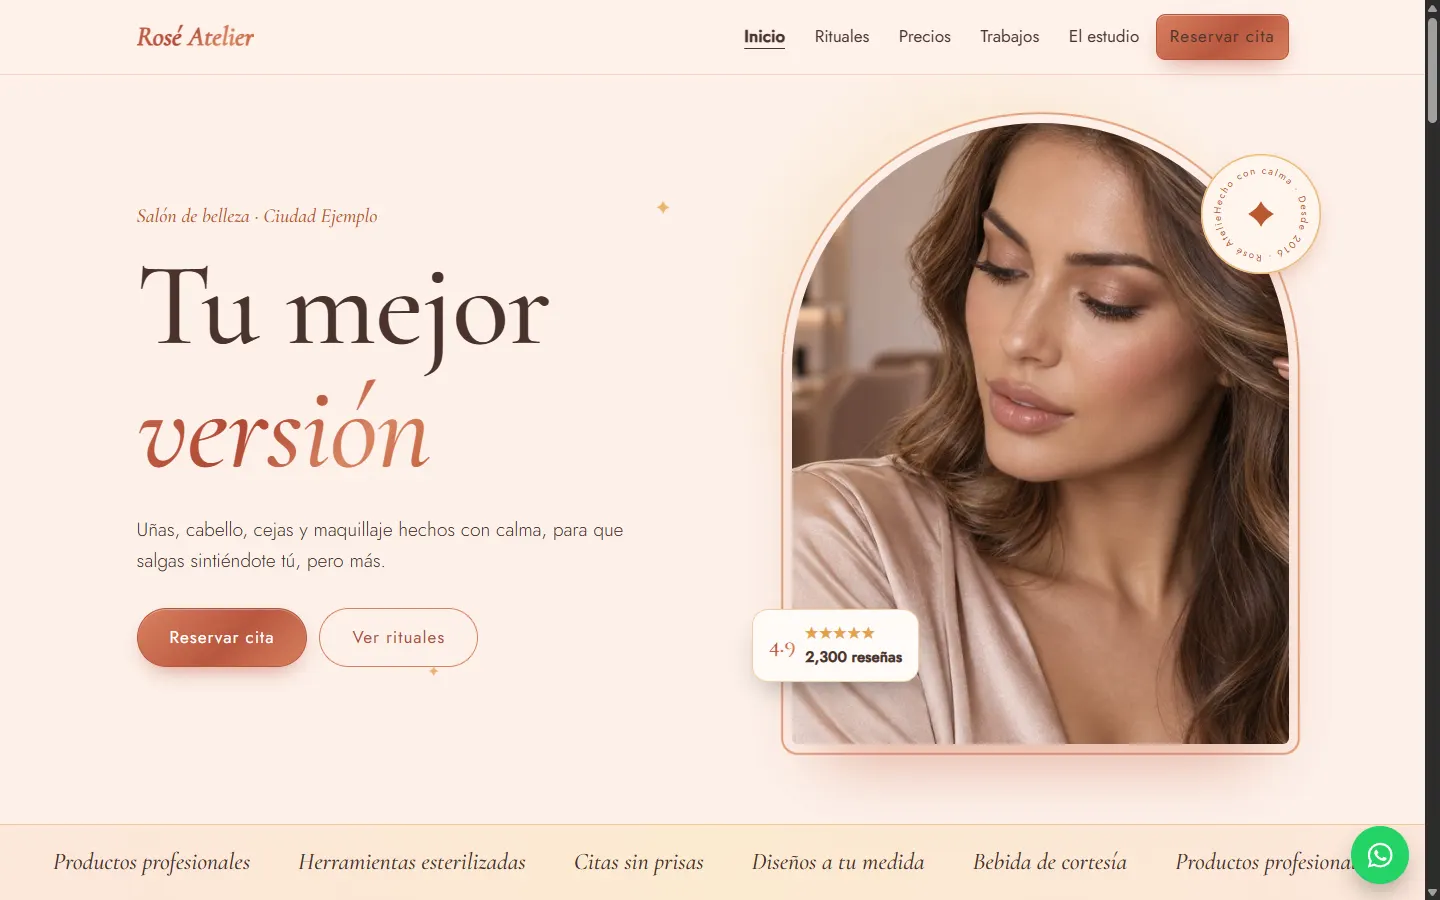 Rosé Atelier
Inicio
Rituales
Precios
Trabajos
El estudio
Reservar cita
Salón de belleza · Ciudad Ejemplo
Tu mejor
versión
Uñas, cabello, cejas y maquillaje hechos con calma, para que
salgas sintiéndote tú, pero más.
Reservar cita
Ver rituales
Hecho con calma · Desde 2016 · Rosé Atelie
4.9
★★★★★
2,300 reseñas
Productos profesionales
Herramientas esterilizadas
Citas sin prisas
Diseños a tu medida
Bebida de cortesía
Productos profesiona